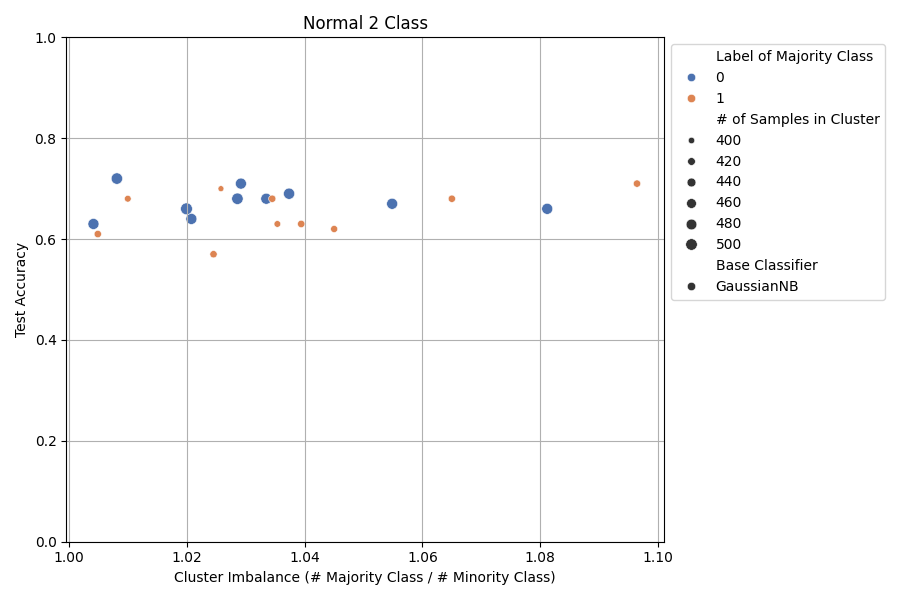 Normal 2 Class
1.0
0.8
0.6
0.4
0.2
0.0
Test Accuracy
1.00 1.02 1.04 1.06 1.08 1.10
Cluster Imbalance (# Majority Class / # Minority Class)
Label of Majority Class
0
1
# of Samples in Cluster
400
420
440
460
480
500
Base Classifier
GaussianNB